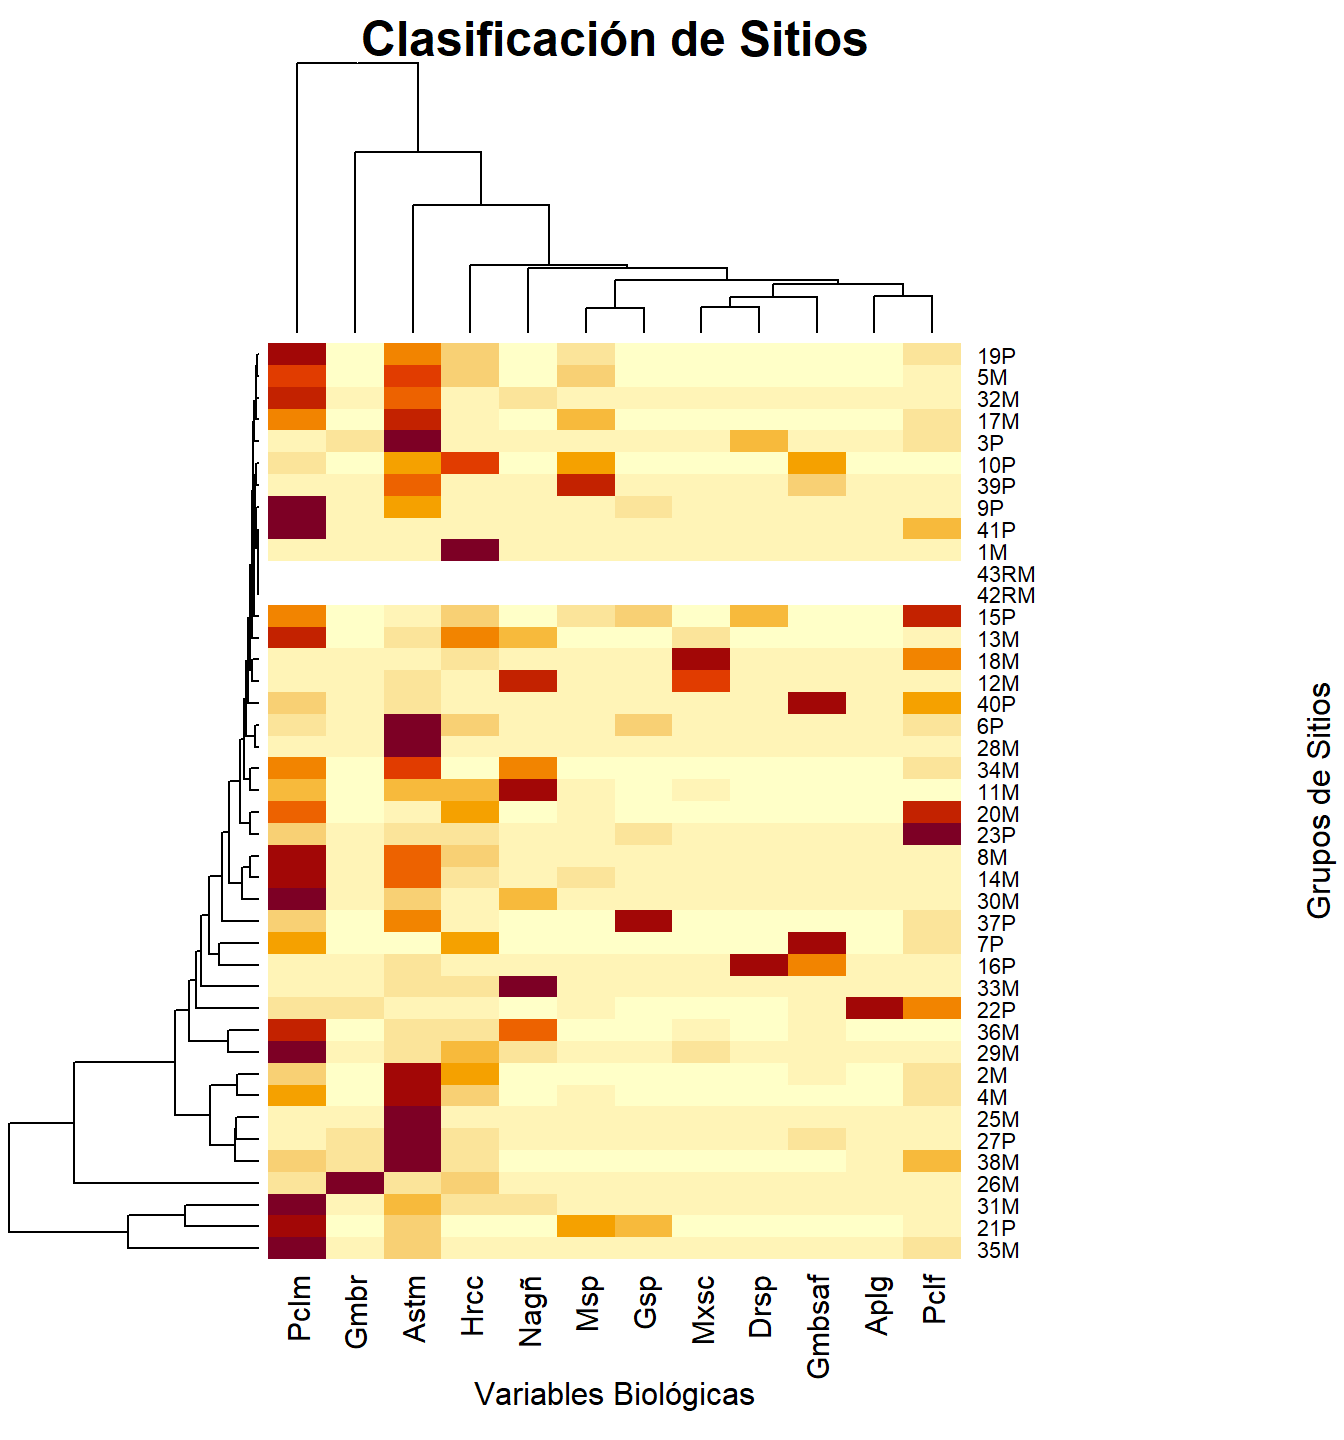 Clasificación de Sitios
19P
5M
32M
17M
3P
10P
39P
9P
41P
1M
43RM
42RM
15P
13M
18M
12M
40P
6P
28M
34M
11M
20M
23P
8M
14M
30M
37P
7P
16P
33M
22P
36M
29M
2M
4M
25M
27P
38M
26M
31M
21P
35M
Grupos de Sitios
Pclm
Gmbr
Astm
Hrcc
Nagñ
Msp
Gsp
Mxsc
Drsp
Gmbsaf
Aplg
Pclf
Variables Biológicas